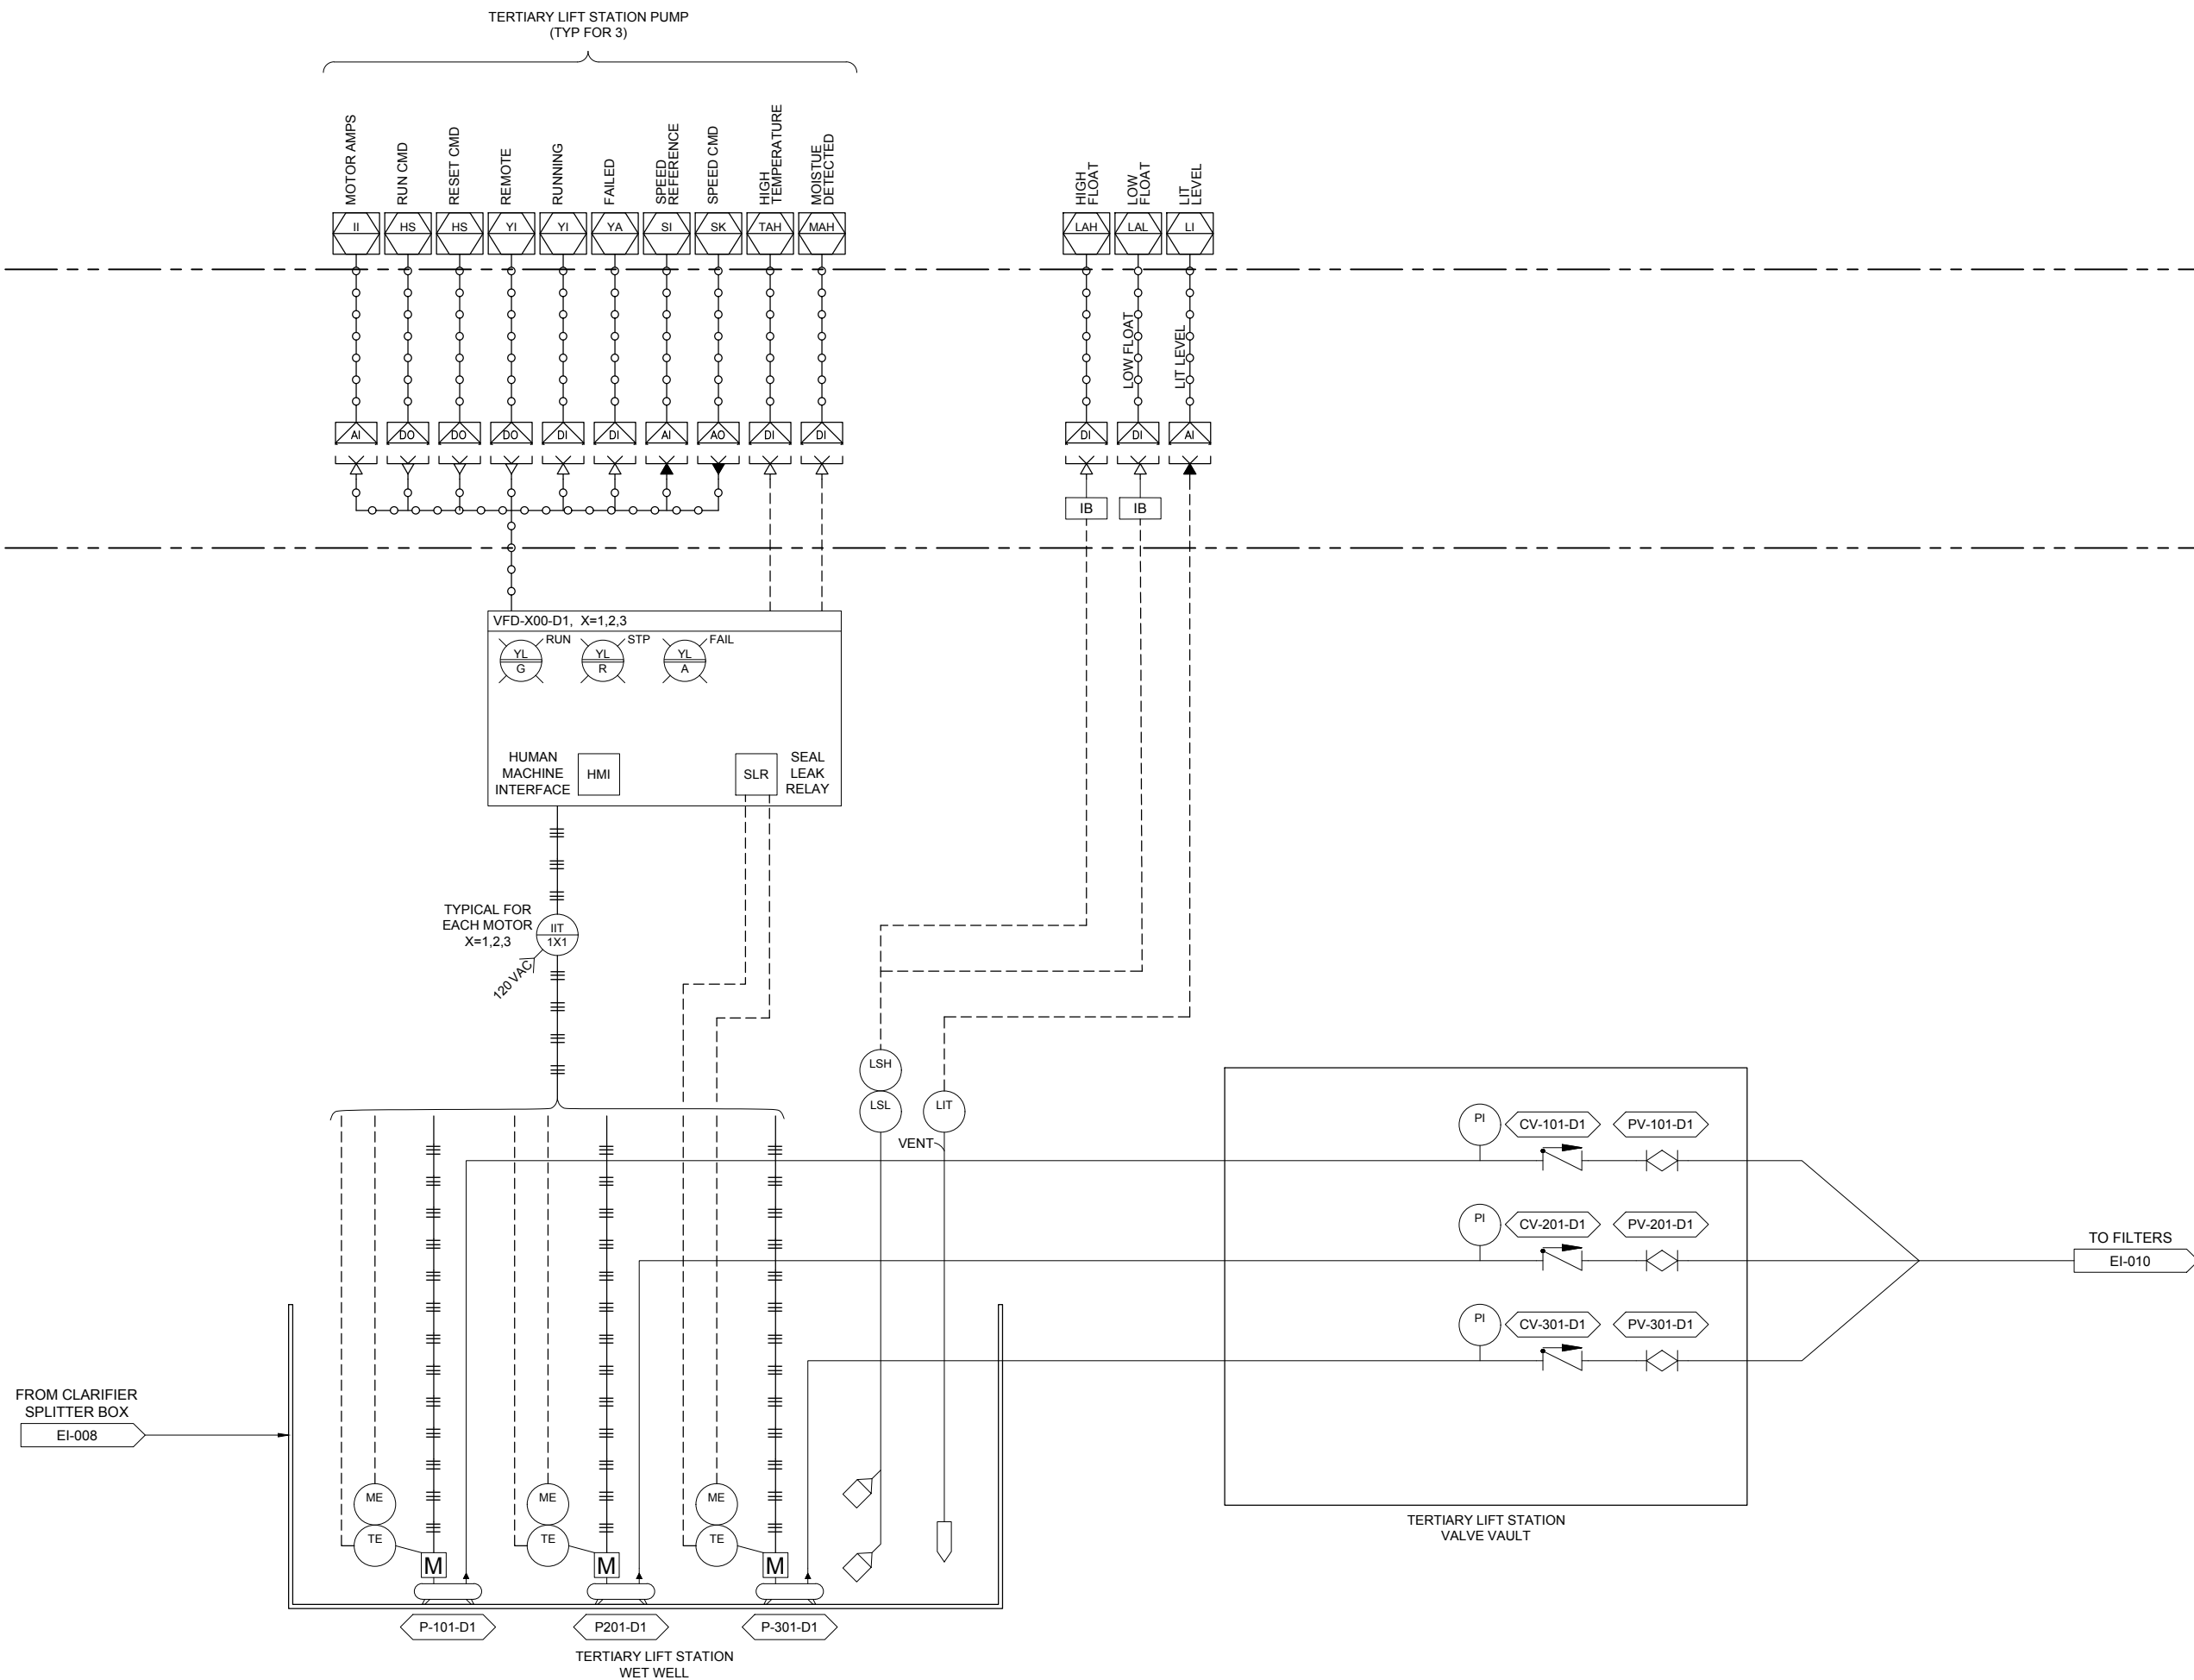 TERTIARY LIFT STATION PUMP
(TYP FOR 3)
MOTOR AMPS
RUN CMD
RESET CMD
REMOTE
RUNNING
FAILED
SPEED
REFERENCE
SPEED CMD
HIGH
TEMPERATURE
MOISTUE
DETECTED
HIGH
FLOAT
LOW
FLOAT
LIT
LEVEL
II HS HS YI YI YA SI SK TAH MAH LAH LAL LI
LOW FLOAT
LIT LEVEL
AI DO DO DO DI DI AI AO DI DI DI DI AI
IB IB
VFD-X00-D1, X=1,2,3
RUN STP FAIL
YL YL YL
G R A
HUMAN
MACHINE
INTERFACE
HMI
SLR
SEAL
LEAK
RELAY
TYPICAL FOR
EACH MOTOR
X=1,2,3
IIT
1X1
120 VAC
LSH
LSL
LIT
VENT
PI CV-101-D1 PV-101-D1
PI CV-201-D1 PV-201-D1
PI CV-301-D1 PV-301-D1
TO FILTERS
EI-010
FROM CLARIFIER
SPLITTER BOX
EI-008
ME ME ME
TE TE TE
M M M
TERTIARY LIFT STATION
VALVE VAULT
P-101-D1 P201-D1 P-301-D1
TERTIARY LIFT STATION
WET WELL